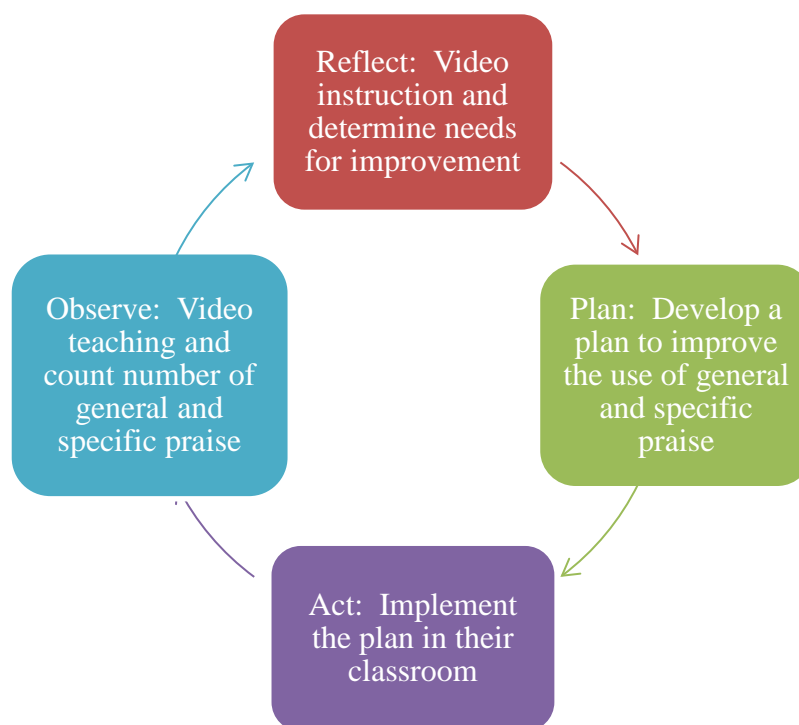 Reflect:  Video
instruction and
determine needs
for improvement
Plan:  Develop a
plan to improve
the use of general
and specific
praise
Act:  Implement
the plan in their
classroom
Observe:  Video
teaching and
count number of
general and
specific praise